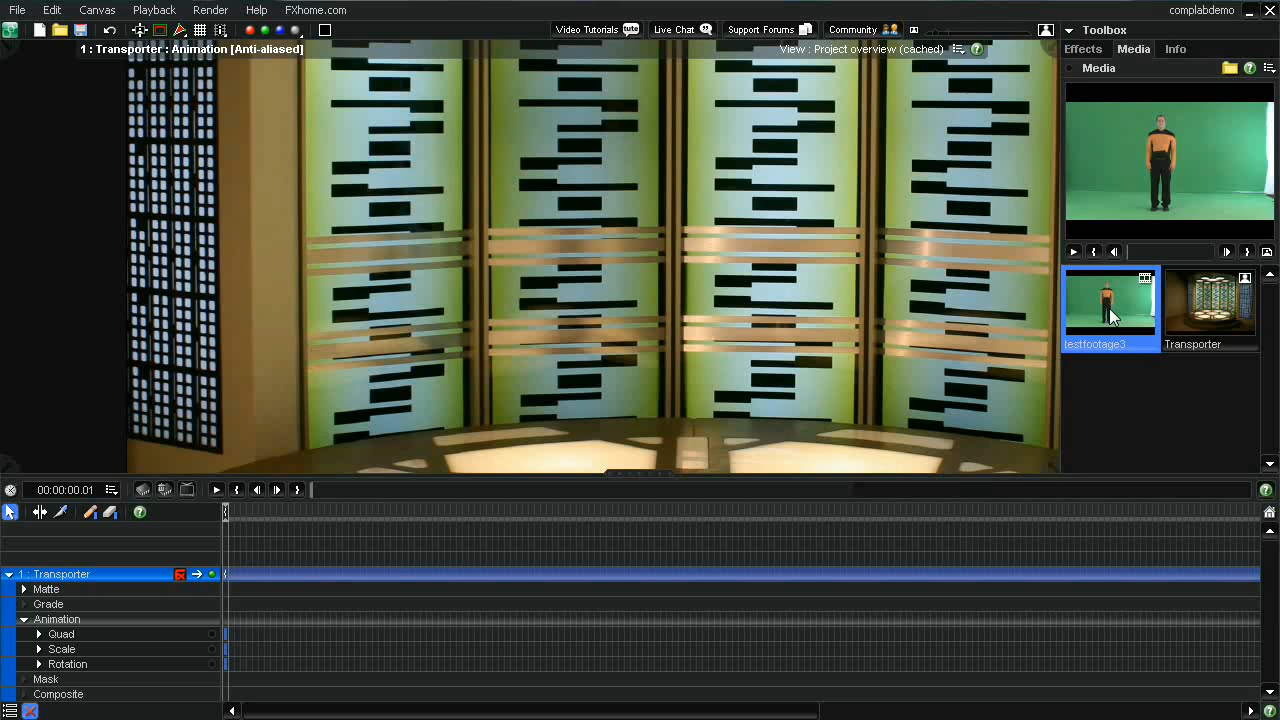 File Edit Canvas Playback Render Help FXhome.com complabdemo
Video Tutorials tute Live Chat Support Forums Community Toolbox
1 : Transporter : Animation [Anti-aliased] View : Project overview (cached) Effects Media Info
Media
testfootage3 Transporter
00:00:00.01
1 : Transporter fx
Matte
Grade
Animation
Quad
Scale
Rotation
Mask
Composite